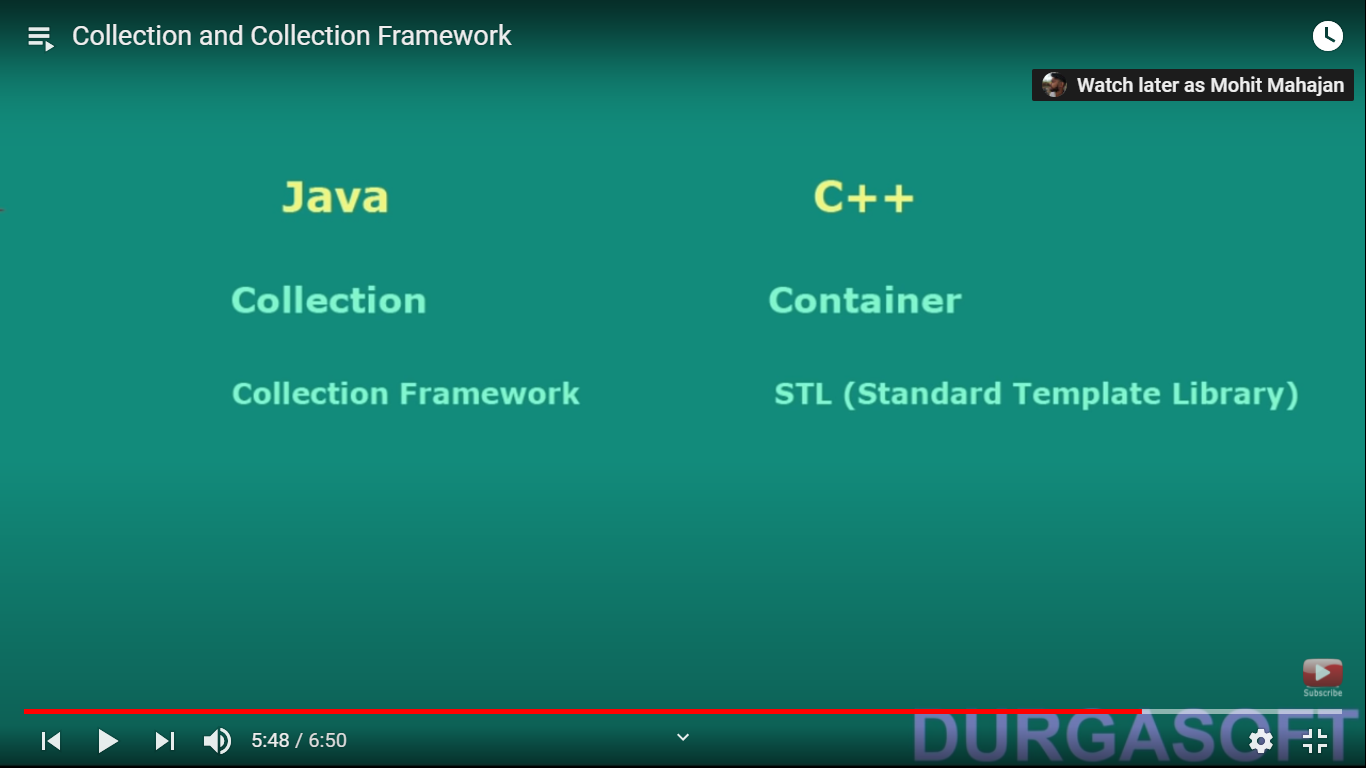 Collection and Collection Framework
Watch later as Mohit Mahajan
Java
C++
Collection
Container
Collection Framework
STL (Standard Template Library)
Subscribe
DURGASOFT
5:48 / 6:50